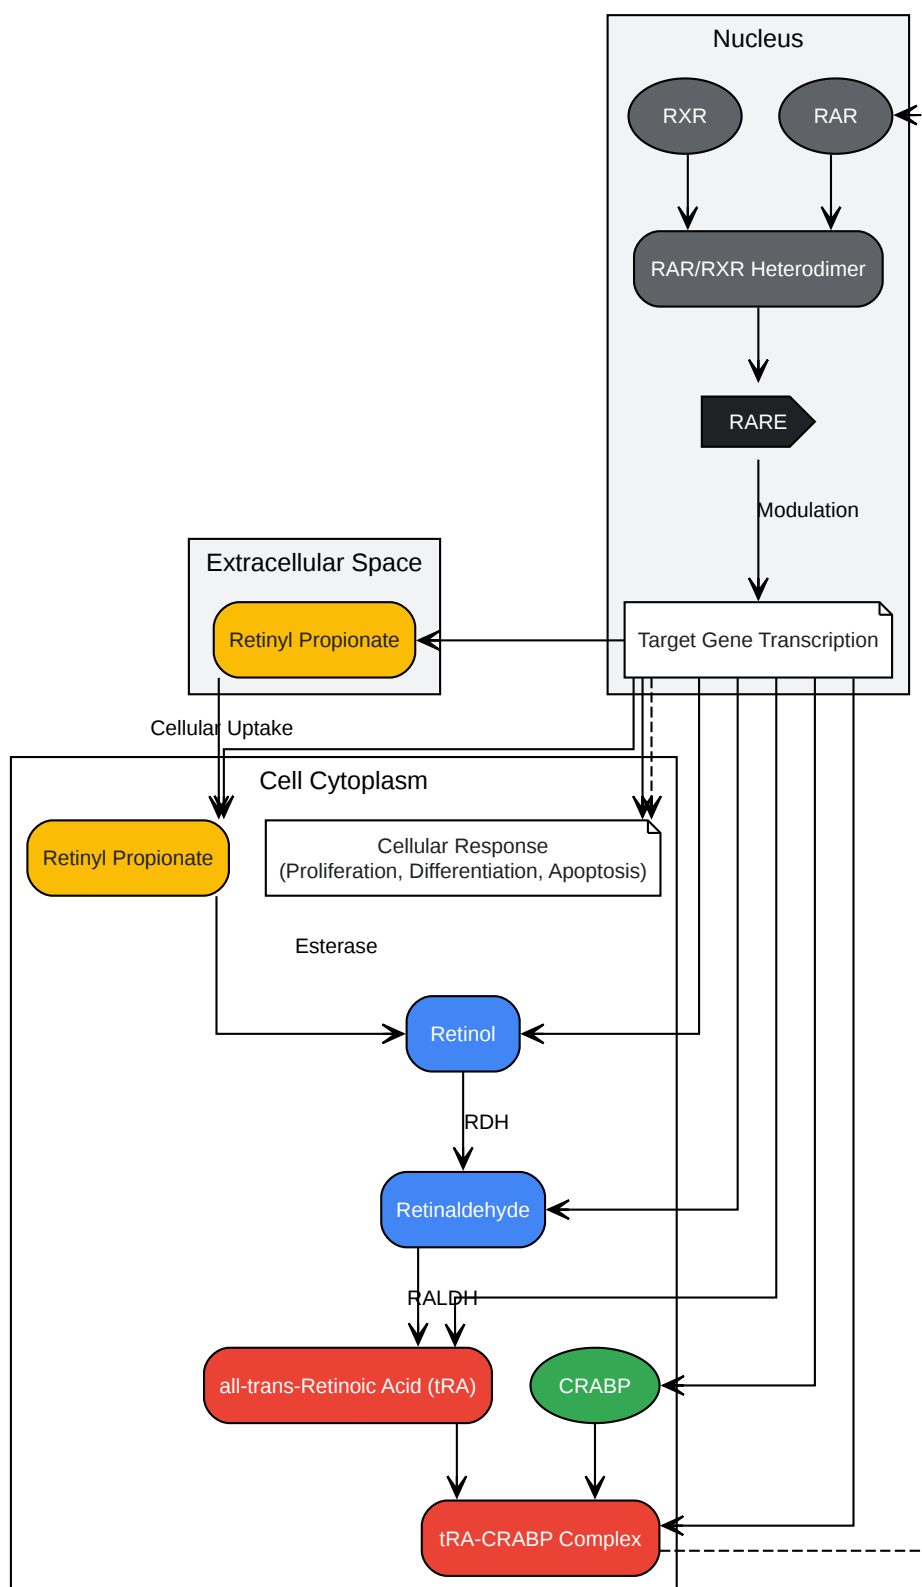 Nucleus
RXR
RAR
RAR/RXR Heterodimer
RARE
Modulation
Extracellular Space
Retinyl Propionate
Target Gene Transcription
Cellular Uptake
Cell Cytoplasm
Retinyl Propionate
Cellular Response
(Proliferation, Differentiation, Apoptosis)
Esterase
Retinol
RDH
Retinaldehyde
RALDH
all-trans-Retinoic Acid (tRA)
CRABP
tRA-CRABP Complex